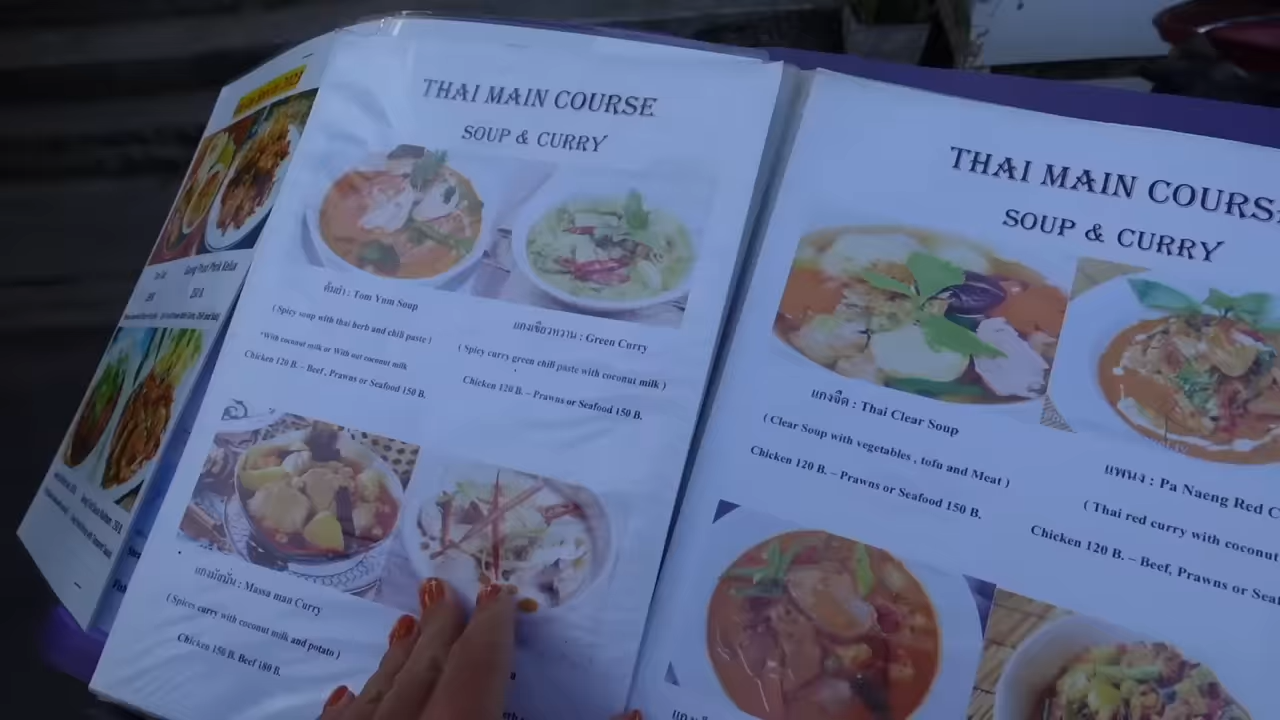 THAI MAIN COURSE
SOUP & CURRY
ต้มยำ : Tom Yum Soup
( Spicy soup with thai herb and chili paste )
*With coconut milk or With out coconut milk
Chicken 120 B. – Beef , Prawns or Seafood 150 B.
แกงเขียวหวาน : Green Curry
( Spicy curry green chili paste with coconut milk )
Chicken 120 B. – Prawns or Seafood 150 B.
แกงมัสมั่น : Massa man Curry
( Spices curry with coconut milk and potato )
Chicken 150 B. Beef 180 B.
THAI MAIN COURS
SOUP & CURRY
แกงจืด : Thai Clear Soup
( Clear Soup with vegetables , tofu and Meat )
Chicken 120 B. – Prawns or Seafood 150 B.
แพนง : Pa Naeng Red C
( Thai red curry with coconut
Chicken 120 B. – Beef, Prawns or Seaf